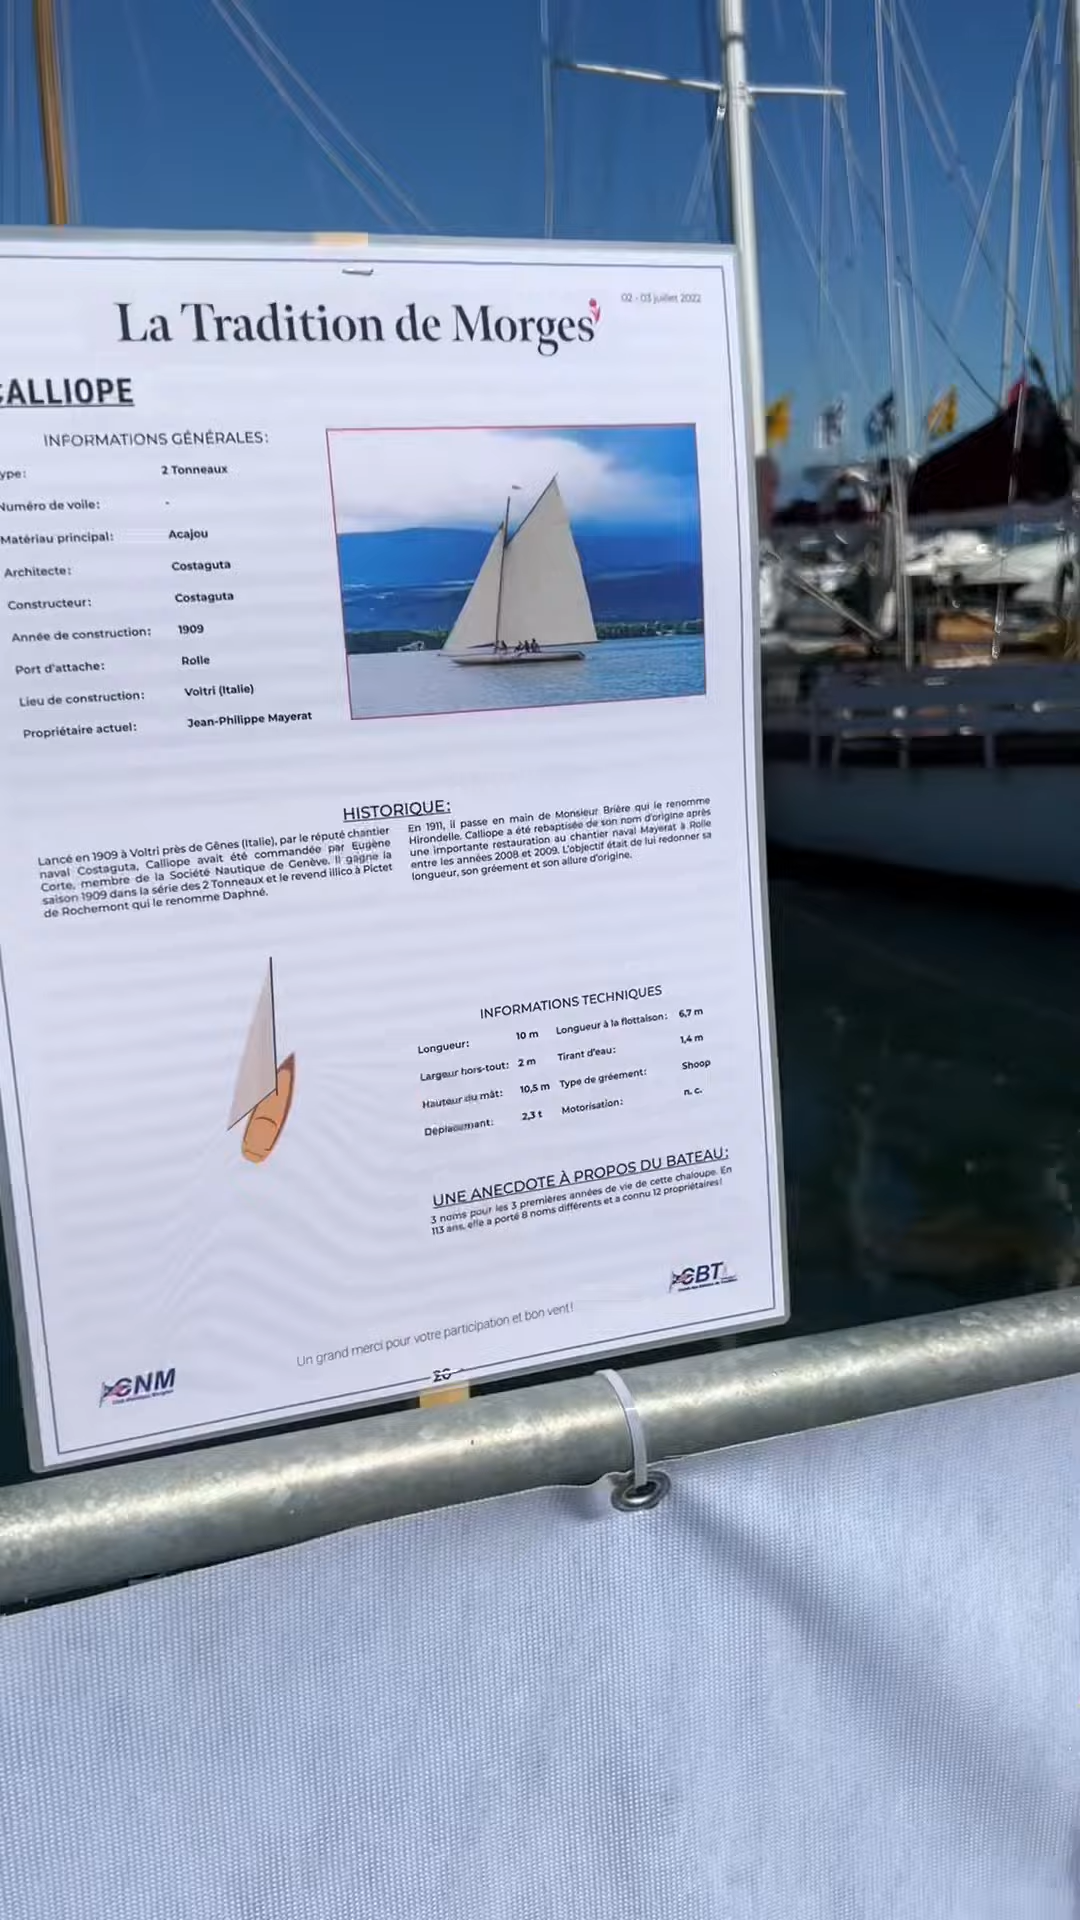 02 - 03 juillet 2022
La Tradition de Morges
CALLIOPE
INFORMATIONS GÉNÉRALES:
ype: 2 Tonneaux
Numéro de voile: -
Matériau principal: Acajou
Architecte: Costaguta
Constructeur: Costaguta
Année de construction: 1909
Port d'attache: Rolle
Lieu de construction: Voltri (Italie)
Propriétaire actuel: Jean-Philippe Mayerat
HISTORIQUE:
Lancé en 1909 à Voltri près de Gênes (Italie), par le réputé chantier
naval Costaguta, Calliope avait été commandée par Eugène
Corte, membre de la Société Nautique de Genève. Il gagne la
saison 1909 dans la série des 2 Tonneaux et le revend illico à Pictet
de Rochemont qui le renomme Daphné.
En 1911, il passe en main de Monsieur Brière qui le renomme
Hirondelle. Calliope a été rebaptisée de son nom d'origine après
une importante restauration au chantier naval Mayerat à Rolle
entre les années 2008 et 2009. L'objectif était de lui redonner sa
longueur, son gréement et son allure d'origine.
INFORMATIONS TECHNIQUES
Longueur: 10 m Longueur à la flottaison: 6,7 m
Largeur hors-tout: 2 m Tirant d'eau: 1,4 m
Hauteur du mât: 10,5 m Type de gréement: Shoop
Déplacement: 2,3 t Motorisation: n. c.
UNE ANECDOTE À PROPOS DU BATEAU:
3 noms pour les 3 premières années de vie de cette chaloupe. En
113 ans, elle a porté 8 noms différents et a connu 12 propriétaires!
CBT
Un grand merci pour votre participation et bon vent!
CNM